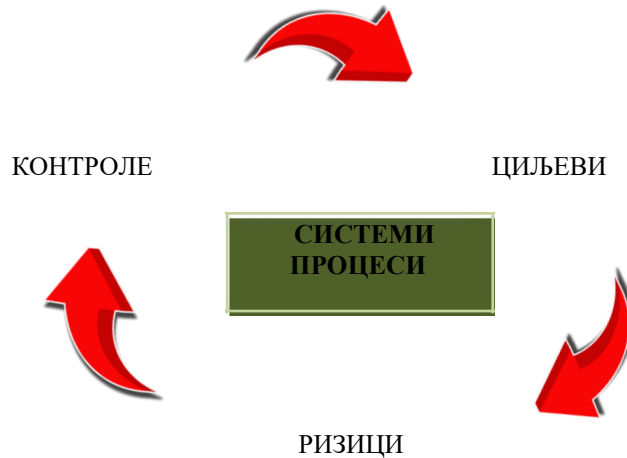 КОНТРОЛЕ
ЦИЉЕВИ
СИСТЕМИ
ПРОЦЕСИ
РИЗИЦИ